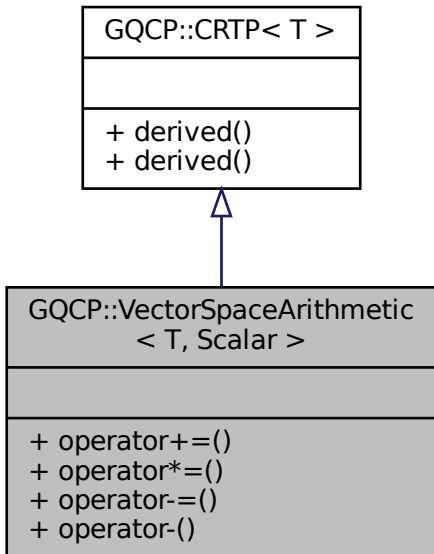 GQCP::CRTP< T >
+ derived()
+ derived()
GQCP::VectorSpaceArithmetic
< T, Scalar >
+ operator+=()
+ operator*=()
+ operator-=()
+ operator-()